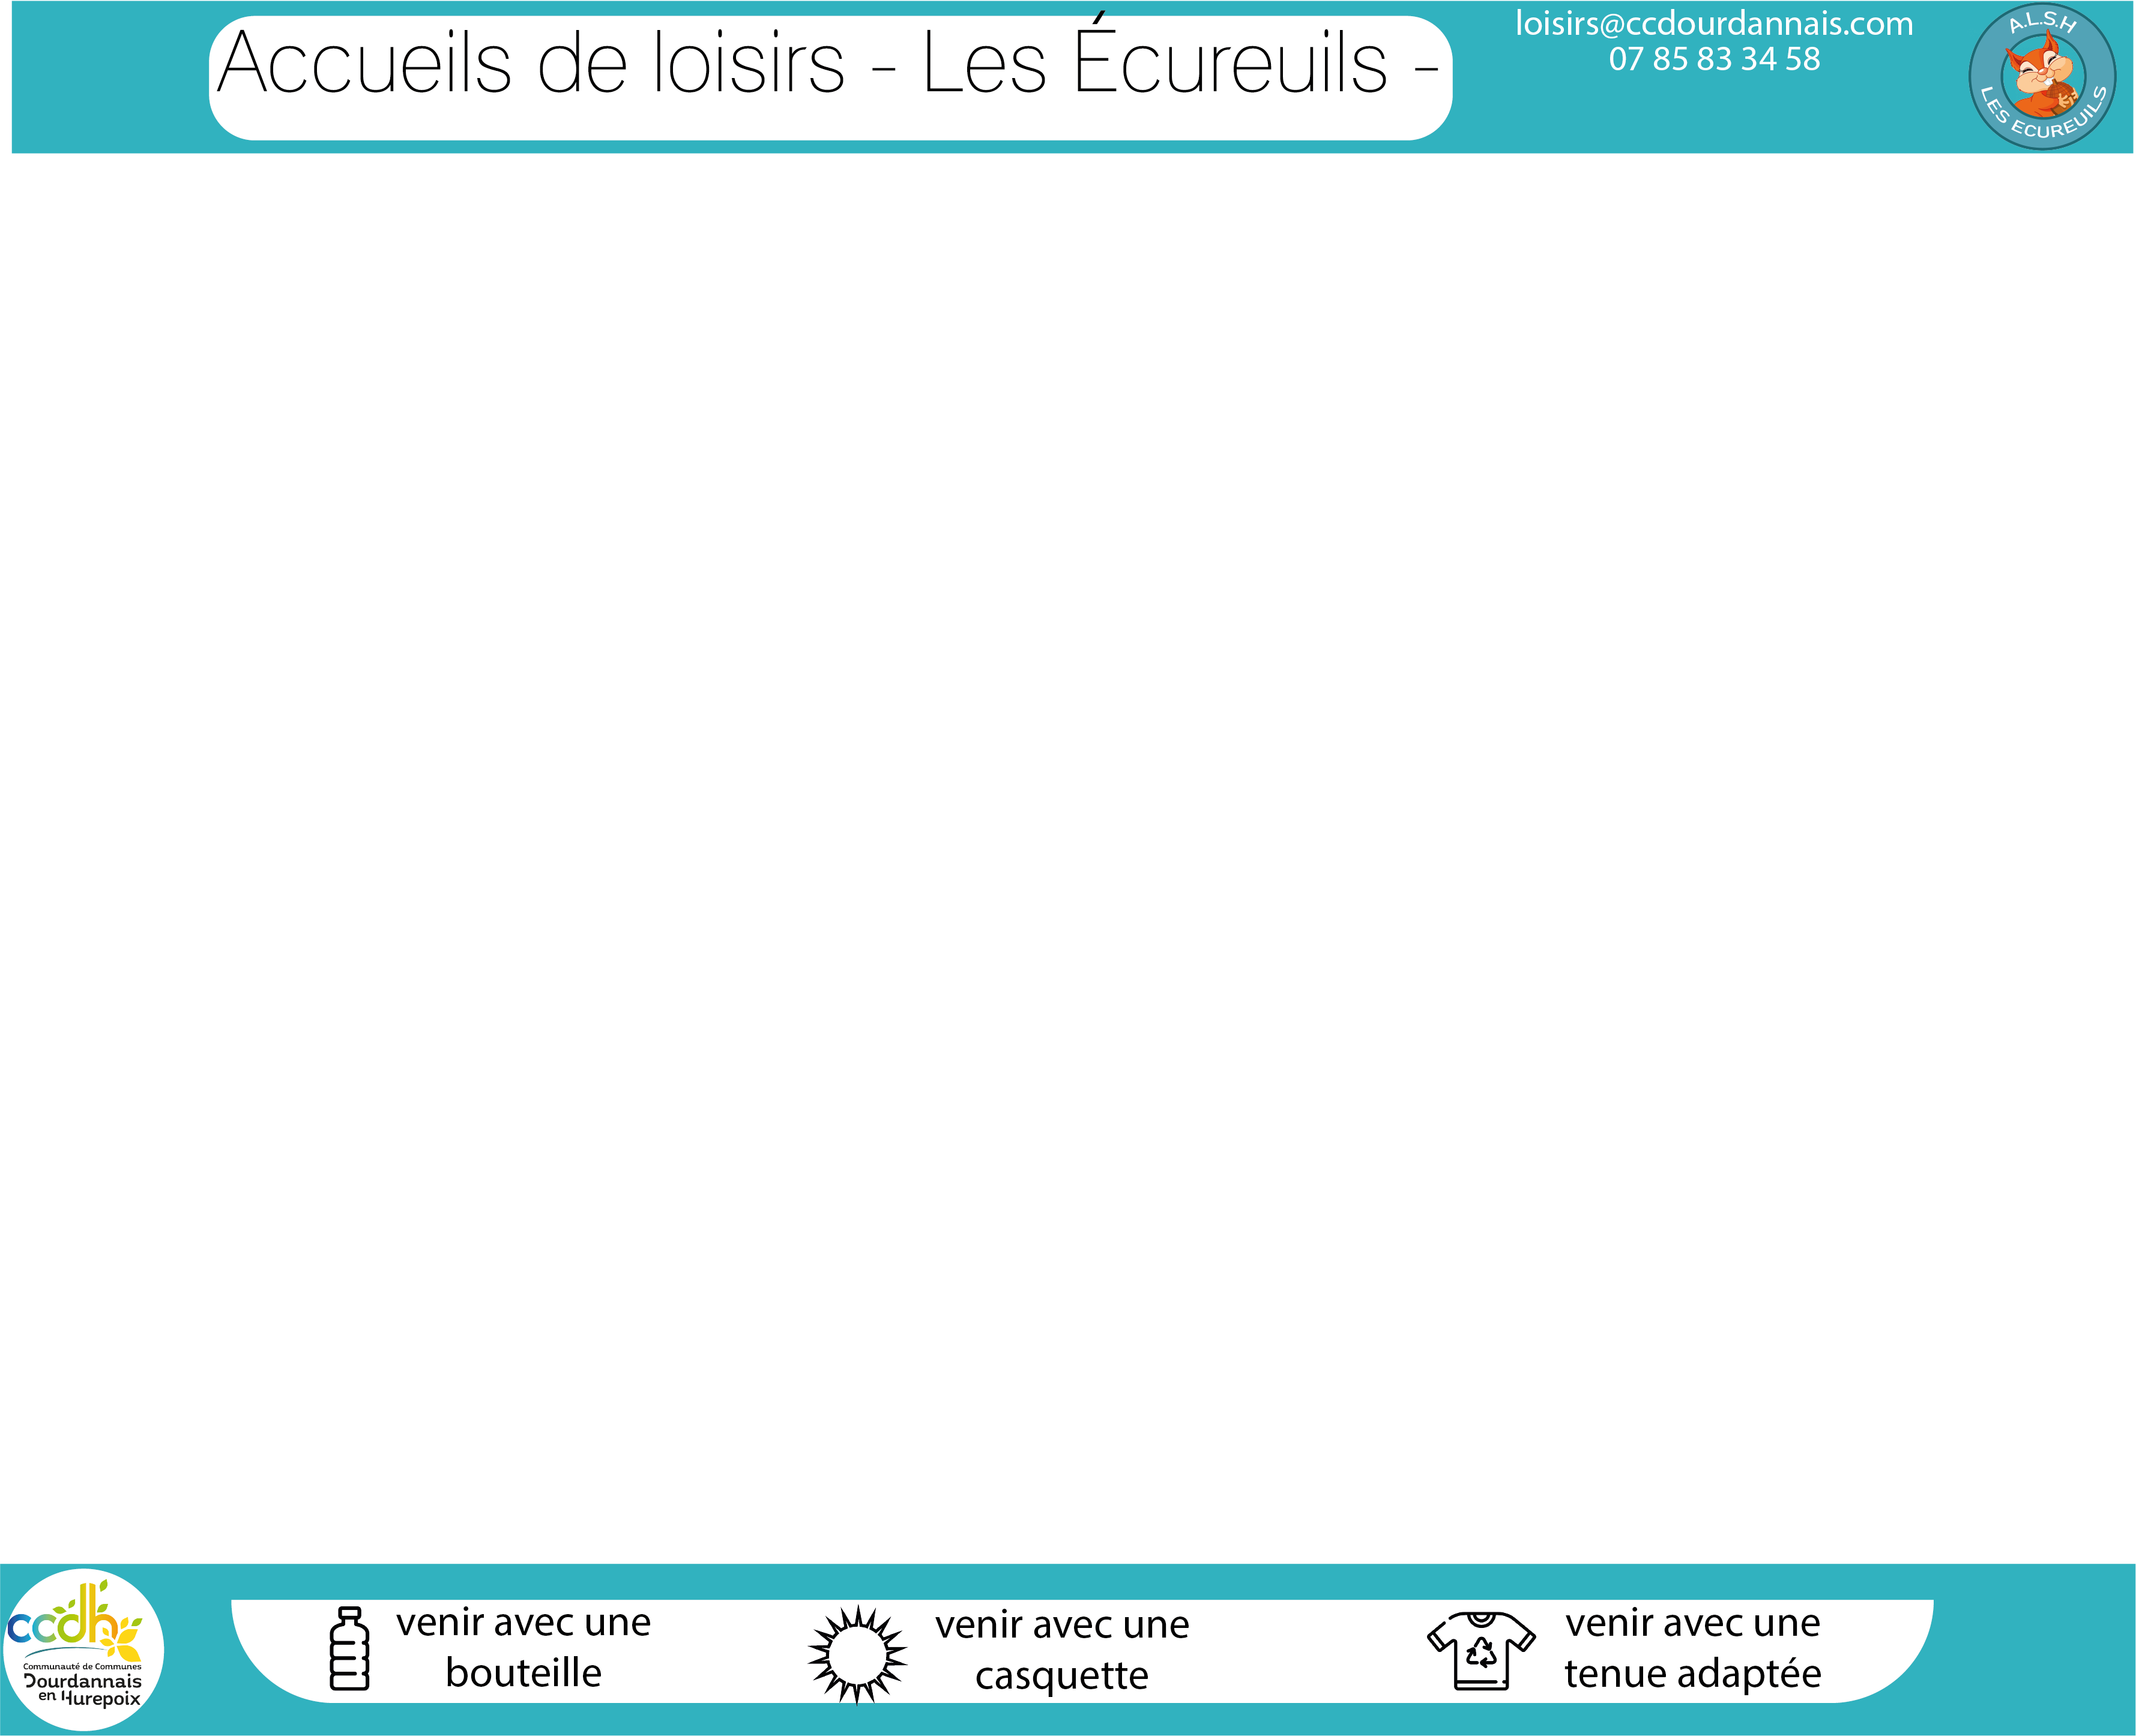 Accueils de loisirs - Les Écureuils -
loisirs@ccdourdannais.com
07 85 83 34 58
A.L.S.H
LES ECUREUILS
ccdh
Communauté de Communes
Dourdannais
en Hurepoix
venir avec une
bouteille
venir avec une
casquette
venir avec une
tenue adaptée